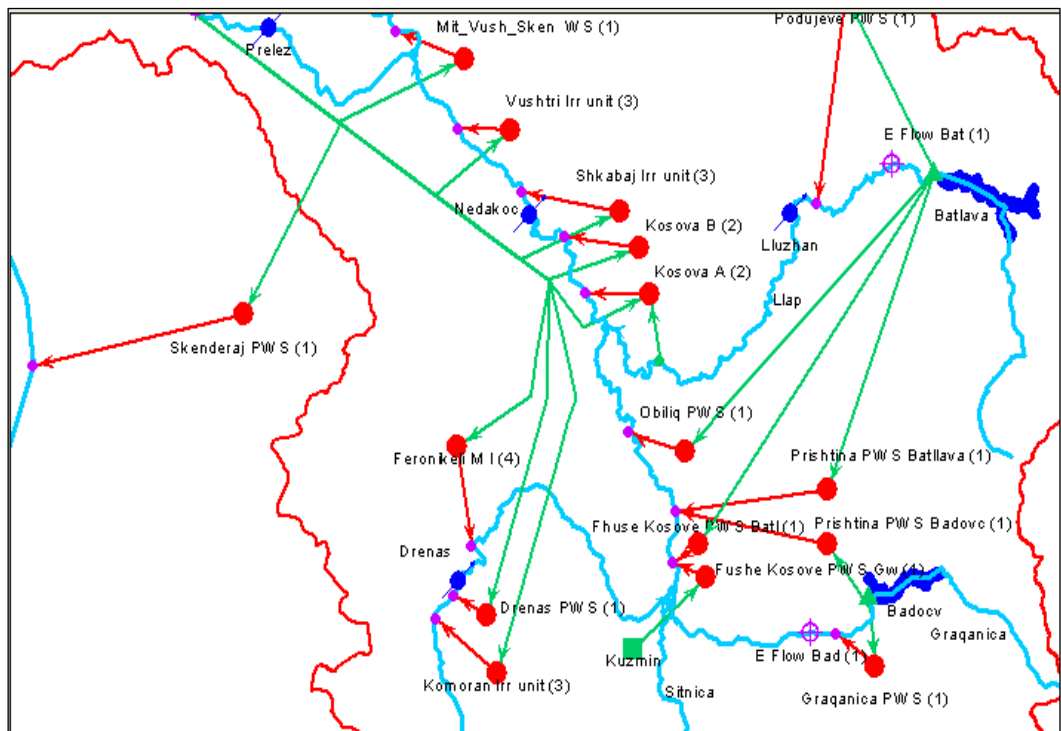 Podujeve PWS (1)
Mit_Vush_Sken WS (1)
Prelez
Vushtri Irr unit (3)
E Flow Bat (1)
Shkabaj Irr unit (3)
Nedakoc
Batlava
Kosova B (2)
Lluzhan
Kosova A (2)
Llap
Skenderaj PWS (1)
Obiliq PWS (1)
Feronikeli M I (4)
Prishtina PWS Batllava (1)
Fhuse Kosove PWS Batl (1)
Prishtina PWS Badovc (1)
Drenas
Fushe Kosove PWS Gw (4)
Drenas PWS (1)
Badocv
Graqanica
Kuzmin
E Flow Bad (1)
Komoran Irr unit (3)
Sitnica
Graqanica PWS (1)